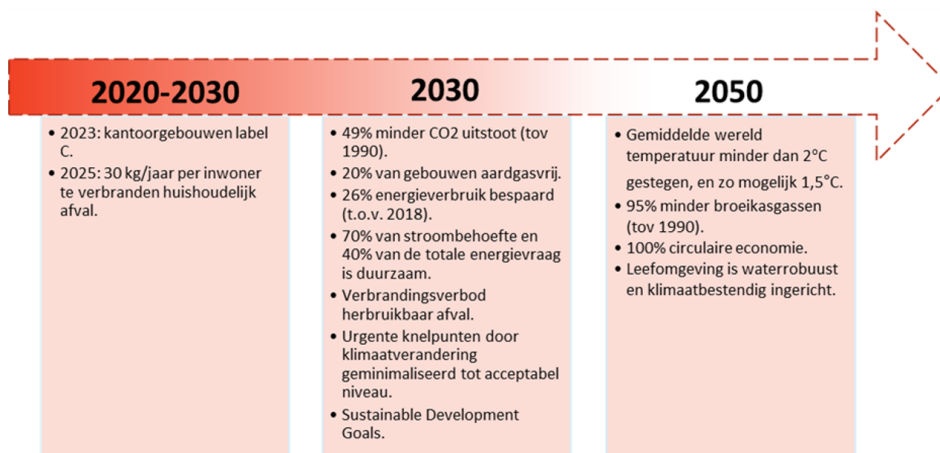 2020-2030
• 2023: kantoorgebouwen label
C.
• 2025: 30 kg/jaar per inwoner
te verbranden huishoudelijk
afval.
2030
• 49% minder CO2 uitstoot (tov
1990).
• 20% van gebouwen aardgasvrij.
• 26% energieverbruik bespaard
(t.o.v. 2018).
• 70% van stroombehoefte en
40% van de totale energievraag
is duurzaam.
• Verbrandingsverbod
herbruikbaar afval.
• Urgente knelpunten door
klimaatverandering
geminimaliseerd tot acceptabel
niveau.
• Sustainable Development
Goals.
2050
• Gemiddelde wereld
temperatuur minder dan 2°C
gestegen, en zo mogelijk 1,5°C.
• 95% minder broeikasgassen
(tov 1990).
• 100% circulaire economie.
• Leefomgeving is waterrobuust
en klimaatbestendig ingericht.